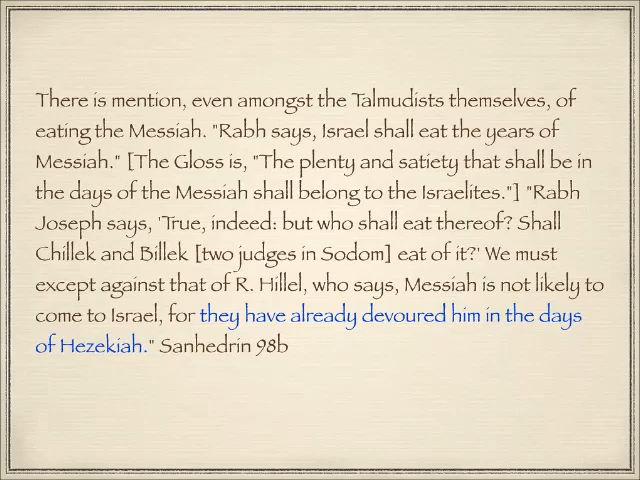 There is mention, even amongst the Talmudists themselves, of
eating the Messiah. "Rabh says, Israel shall eat the years of
Messiah." [The Gloss is, "The plenty and satiety that shall be in
the days of the Messiah shall belong to the Israelites."] "Rabh
Joseph says, 'True, indeed: but who shall eat thereof? Shall
Chillek and Billek [two judges in Sodom] eat of it?' We must
except against that of R. Hillel, who says, Messiah is not likely to
come to Israel, for they have already devoured him in the days
of Hezekiah." Sanhedrin 98b